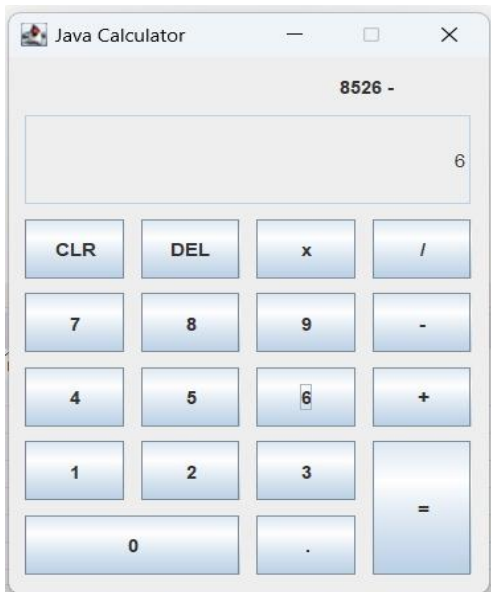 Java Calculator
8526 -
6
CLR DEL x /
7 8 9 -
4 5 6 +
1 2 3
=
0 .